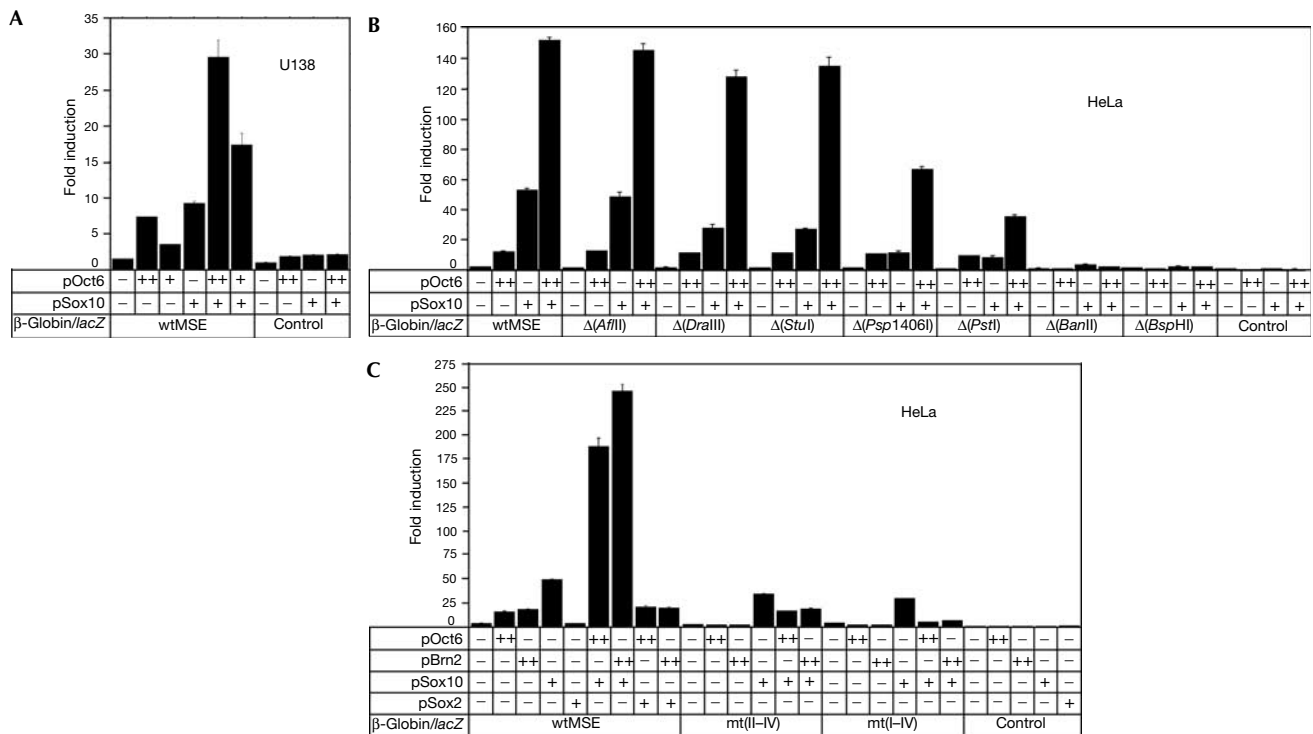 A
35
30
25
20
15
10
5
0
Fold induction
U138
pOct6 – ++ + – ++ + – ++ – ++
pSox10 – – – + + + – – + +
β-Globin/lacZ wtMSE Control
B
160
140
120
100
80
60
40
20
0
Fold induction
HeLa
pOct6 – ++ – ++ – ++ – ++ – ++ – ++ – ++ – ++ – ++ – ++ – ++ – ++ – ++ – ++ – ++ – ++ – ++ – ++
pSox10 – – + + – – + + – – + + – – + + – – + + – – + + – – + + – – + + – – + +
β-Globin/lacZ wtMSE Δ(AflII) Δ(DraIII) Δ(StuI) Δ(Psp1406I) Δ(PstI) Δ(BanII) Δ(BspHI) Control
C
275
250
225
200
175
150
125
100
75
50
25
0
Fold induction
HeLa
pOct6 – ++ – – – ++ – ++ – – ++ – – ++ – – ++ – – ++ – – ++ – – –
pBrn2 – – ++ – – – ++ – ++ – – ++ – – ++ – – ++ – – ++ – – ++ – –
pSox10 – – – + – + + – – – – – + + + – – – + + + – – – + –
pSox2 – – – – + – – + + – – – – – – – – – – – – – – – – +
β-Globin/lacZ wtMSE mt(II–IV) mt(I–IV) Control